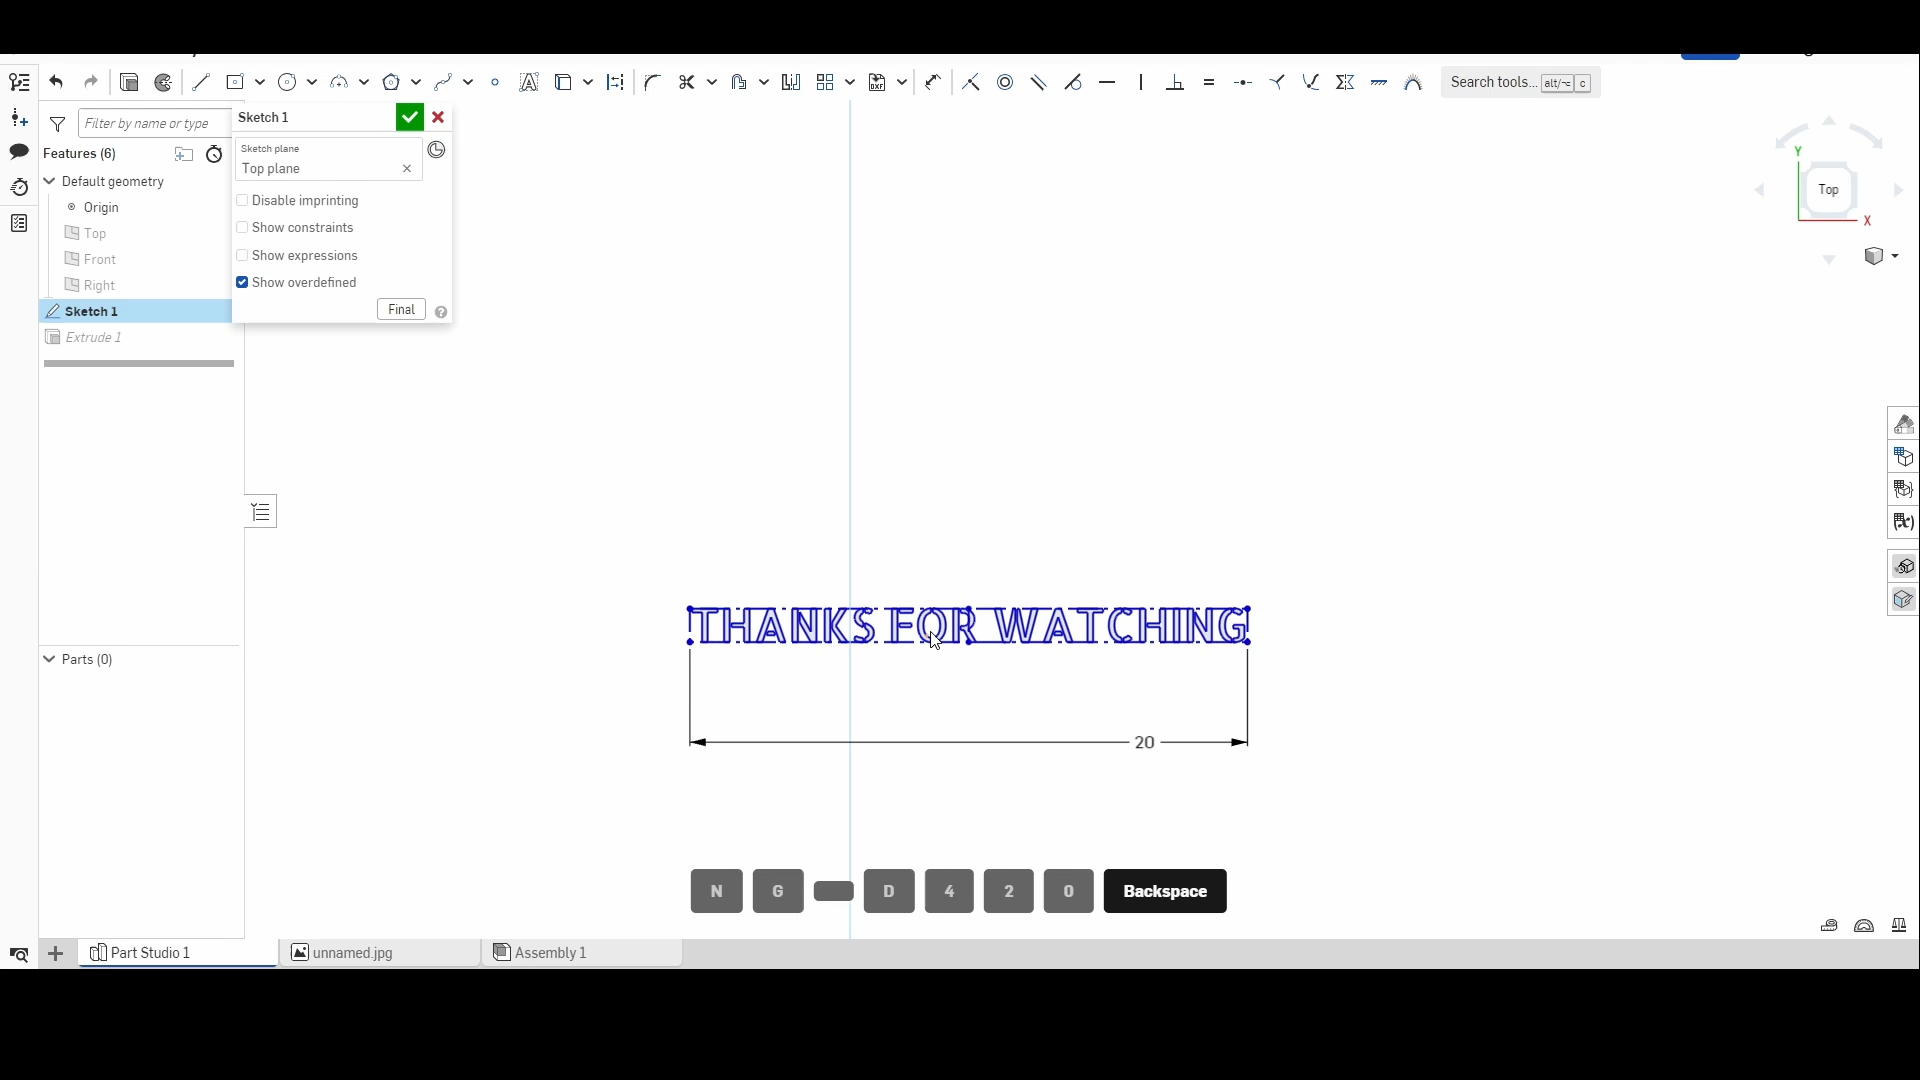 Search tools... alt/⌥ c
Filter by name or type
Sketch 1
Sketch plane
Top plane
Features (6)
Default geometry
Origin
Top
Front
Right
Sketch 1
Extrude 1
Disable imprinting
Show constraints
Show expressions
Show overdefined
Final
Y
Top
X
THANKS FOR WATCHING
20
Parts (0)
N G D 4 2 0 Backspace
Part Studio 1
unnamed.jpg
Assembly 1